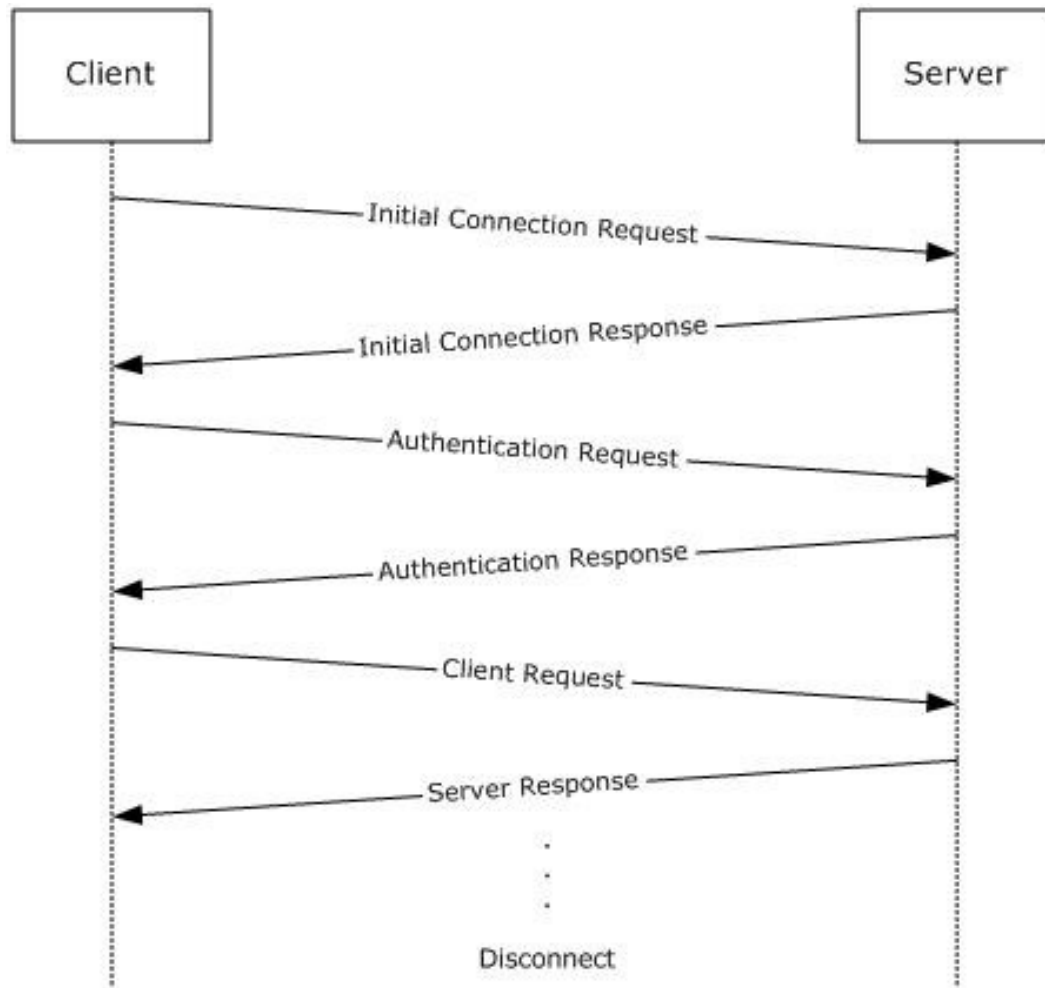 Client
Server
Initial Connection Request
Initial Connection Response
Authentication Request
Authentication Response
Client Request
Server Response
.
.
.
Disconnect